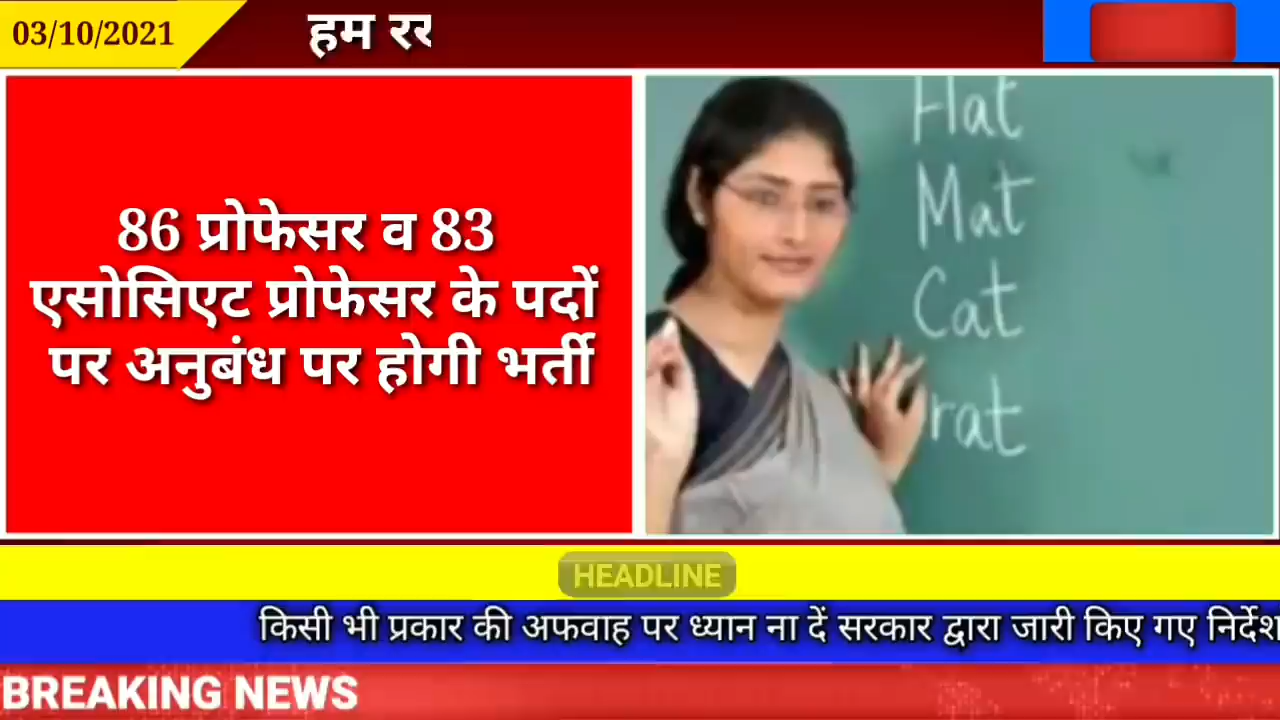 03/10/2021
हम रर
86 प्रोफेसर व 83
एसोसिएट प्रोफेसर के पदों
पर अनुबंध पर होगी भर्ती
Hat
Mat
Cat
rat
HEADLINE
किसी भी प्रकार की अफवाह पर ध्यान ना दें सरकार द्वारा जारी किए गए निर्देश
BREAKING NEWS